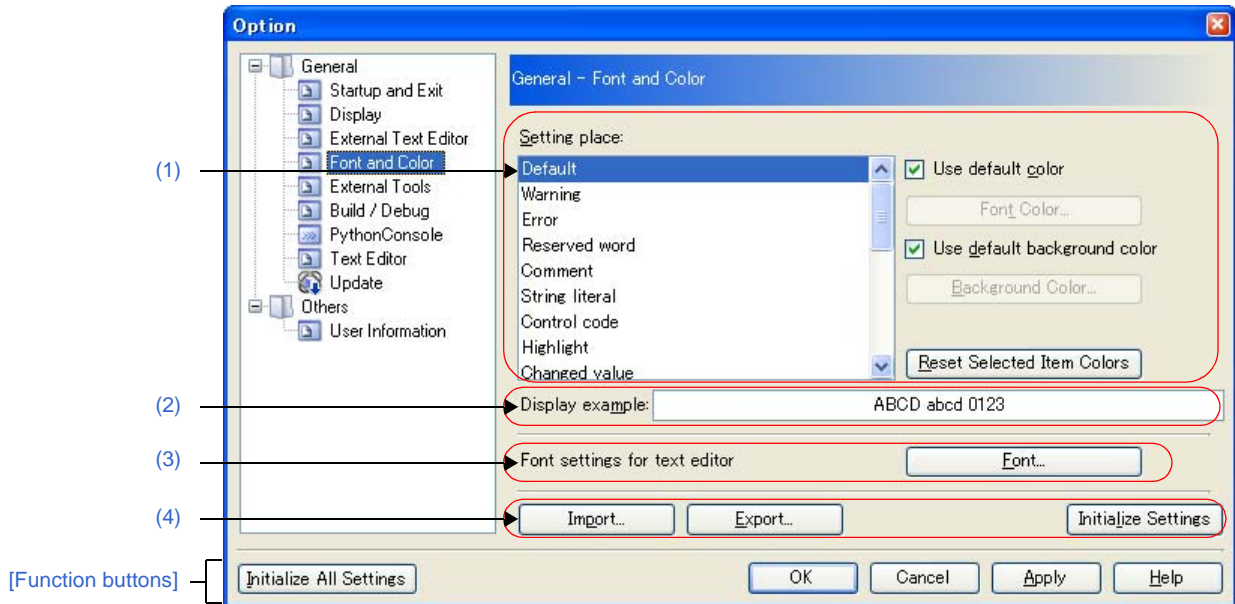 Option
General
Startup and Exit
Display
External Text Editor
Font and Color
External Tools
Build / Debug
PythonConsole
Text Editor
Update
Others
User Information
General - Font and Color
(1)
Setting place:
Default
Warning
Error
Reserved word
Comment
String literal
Control code
Highlight
Changed value
Use default color
Font Color...
Use default background color
Background Color...
Reset Selected Item Colors
(2)
Display example:
ABCD abcd 0123
(3)
Font settings for text editor
Font...
(4)
Import...
Export...
Initialize Settings
[Function buttons]
Initialize All Settings
OK
Cancel
Apply
Help